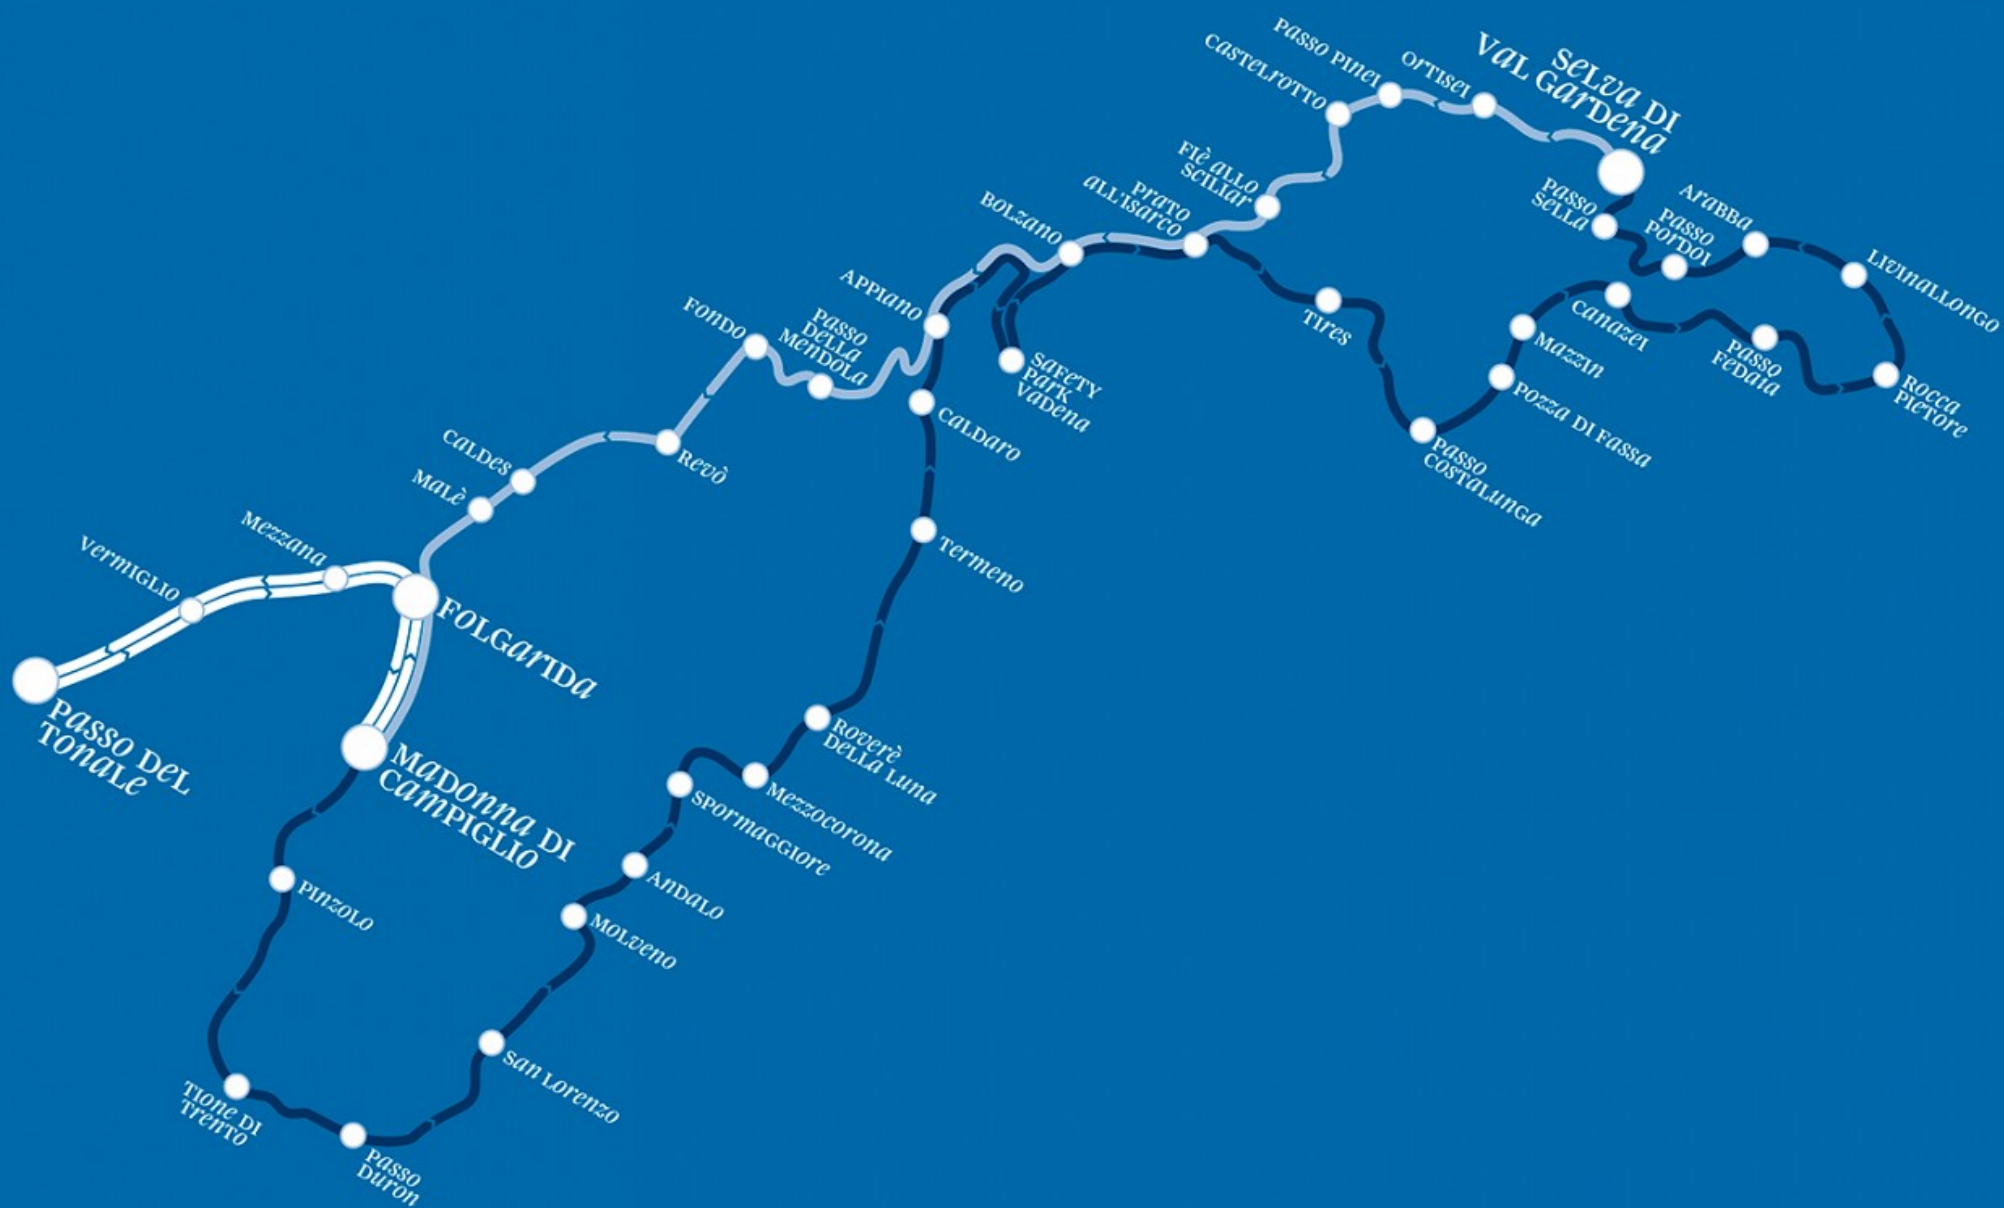 Passo Pinei
Ortisei
Selva di
Val Gardena
Castelrotto
Fiè allo
Sciliar
Prato
all'Isarco
Bolzano
Passo
Sella
Passo
Pordoi
Arabba
Livinallongo
Canazei
Passo
Fedaia
Rocca
Pietore
Mazzin
Pozza di Fassa
Passo
Costalunga
Tires
Appiano
Safety
Park
Vadena
Fondo
Passo
della
Mendola
Caldaro
Revò
Caldes
Malè
Termeno
Mezzana
Vermiglio
Folgarida
Passo del
Tonale
Madonna di
Campiglio
Roverè
della Luna
Mezzocorona
Spormaggiore
Andalo
Molveno
Pinzolo
San Lorenzo
Tione di
Trento
Passo
Duron